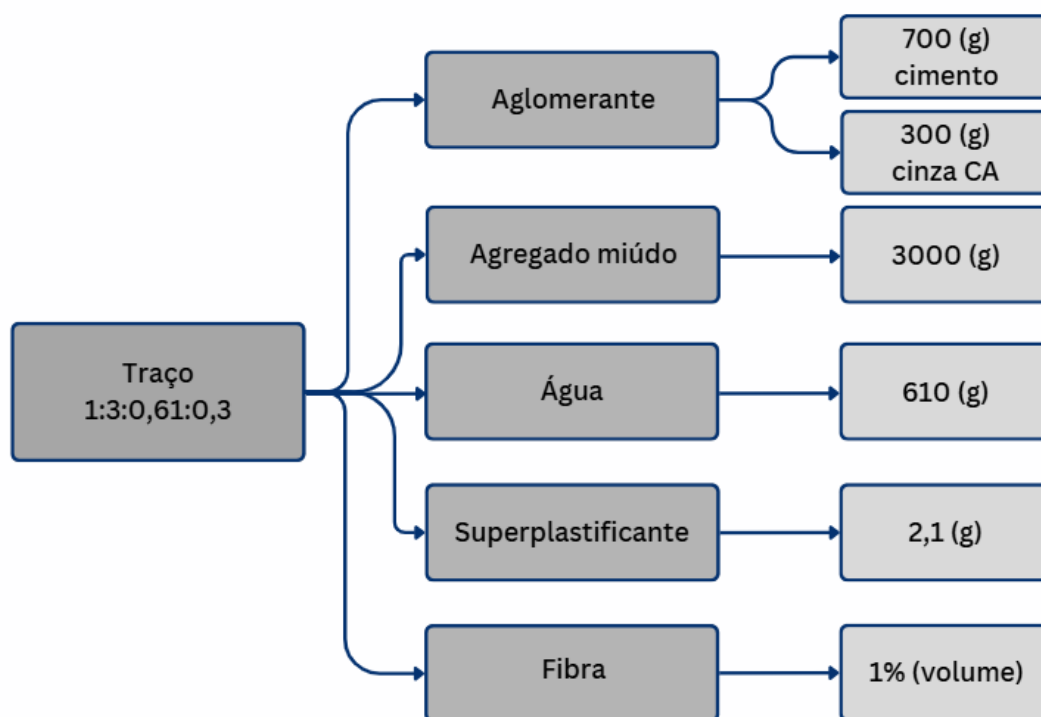 700 (g)
cimento
Aglomerante
300 (g)
cinza CA
Agregado miúdo
3000 (g)
Traço
1:3:0,61:0,3
Água
610 (g)
Superplastificante
2,1 (g)
Fibra
1% (volume)